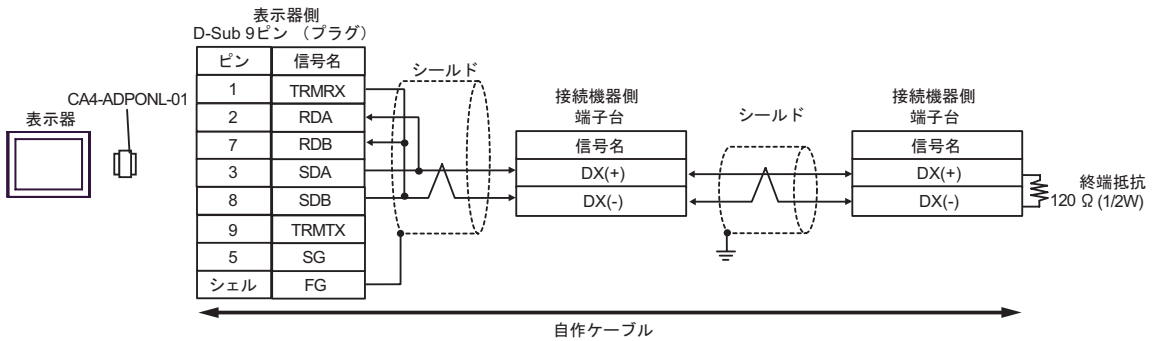 表示器側
D-Sub 9ピン （プラグ）
ピン 信号名
1 TRMRX
2 RDA
7 RDB
3 SDA
8 SDB
9 TRMTX
5 SG
シェル FG
CA4-ADPONL-01
表示器
シールド
接続機器側
端子台
信号名
DX(+)
DX(-)
シールド
接続機器側
端子台
信号名
DX(+)
DX(-)
終端抵抗
120 Ω (1/2W)
自作ケーブル